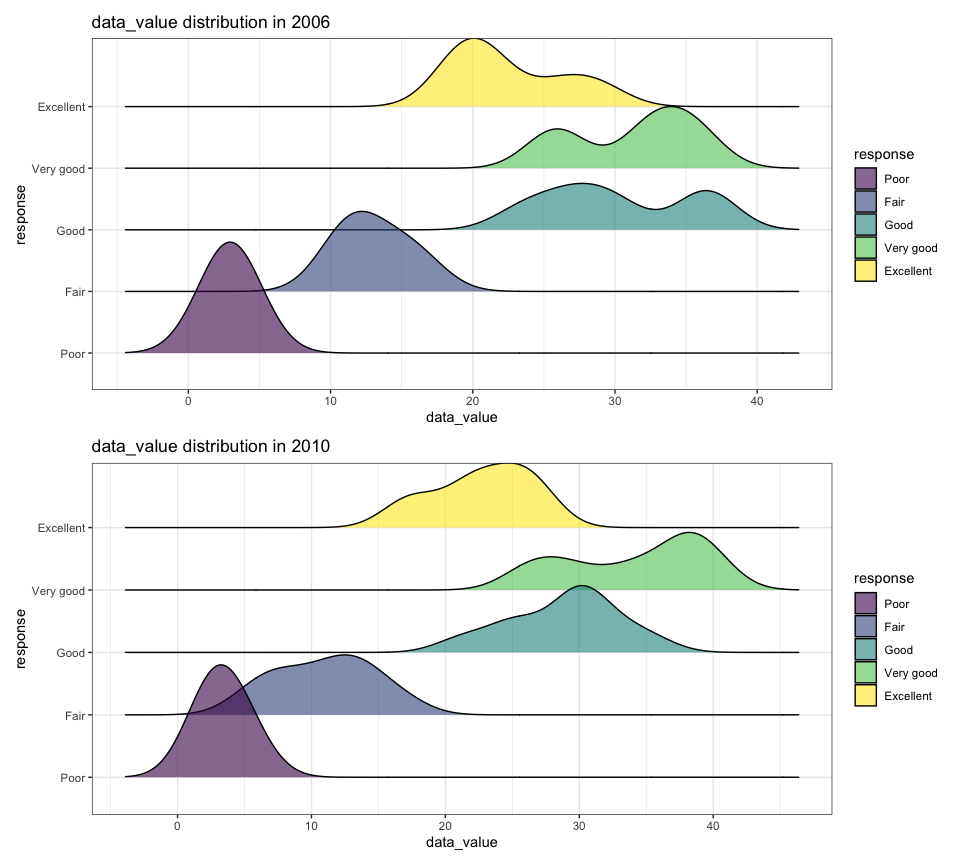 data_value distribution in 2006
Excellent
Very good
Good
Fair
Poor
response
0 10 20 30 40
data_value
response
Poor
Fair
Good
Very good
Excellent
data_value distribution in 2010
Excellent
Very good
Good
Fair
Poor
response
0 10 20 30 40
data_value
response
Poor
Fair
Good
Very good
Excellent